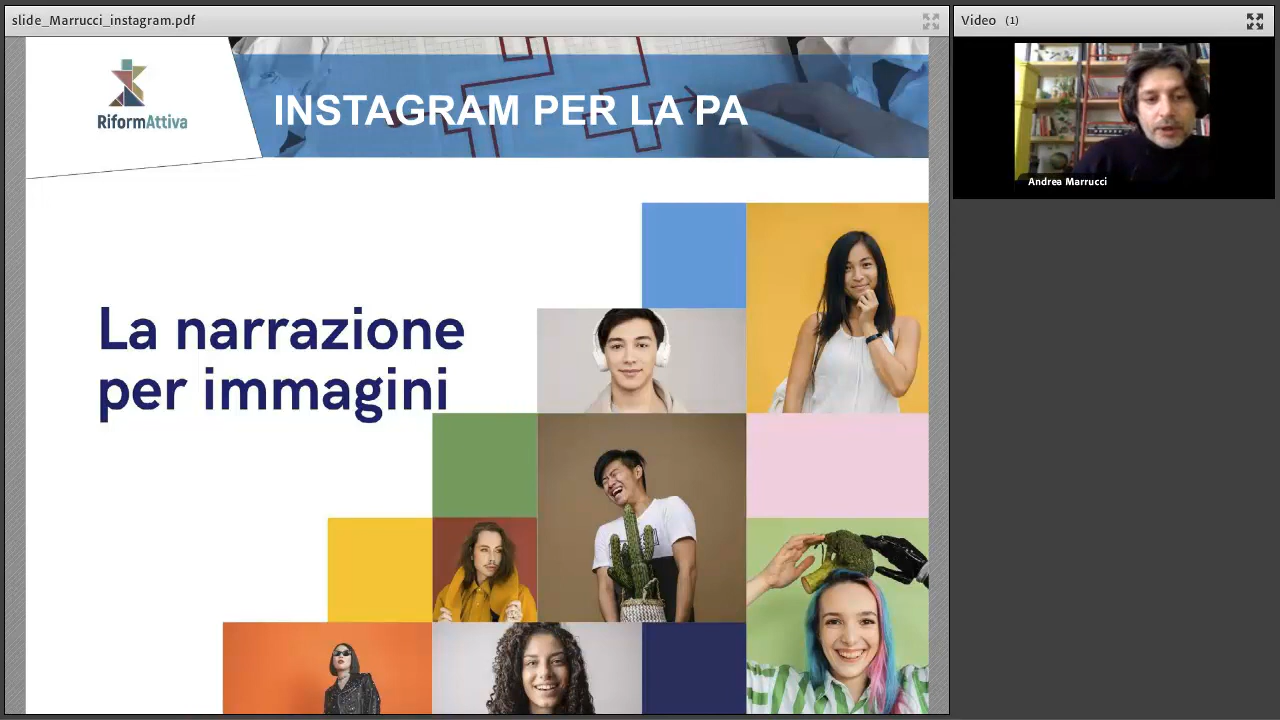 slide_Marrucci_instagram.pdf
Video (1)
RiformAttiva
INSTAGRAM PER LA PA
Andrea Marrucci
La narrazione
per immagini